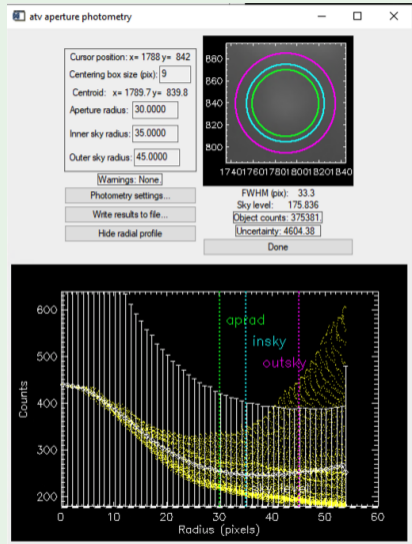 atv aperture photometry
Cursor position: x= 1788 y= 842
Centering box size (pix): 9
Centroid: x= 1789.7 y= 839.8
Aperture radius: 30.0000
Inner sky radius: 35.0000
Outer sky radius: 45.0000
Warnings: None.
Photometry settings...
Write results to file...
Hide radial profile
880
860
840
820
800
1740 1760 1780 1800 1820 1840
FWHM (pix): 33.3
Sky level: 175.836
Object counts: 375381.
Uncertainty: 4604.38
Done
600
500
400
300
200
Counts
aprad
insky
outsky
0 10 20 30 40 50 60
Radius (pixels)